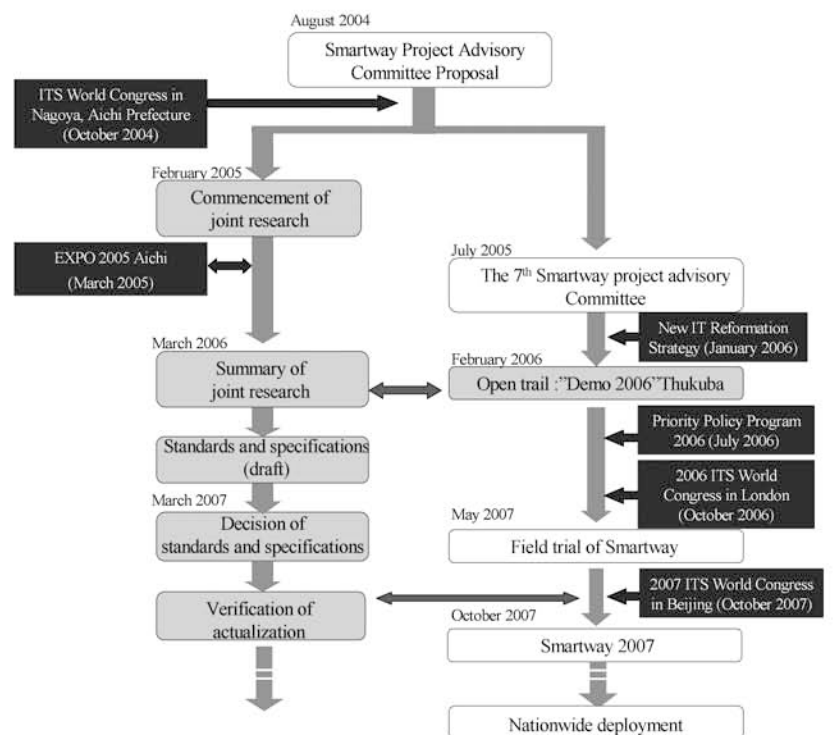 August 2004
Smartway Project Advisory
Committee Proposal
ITS World Congress in
Nagoya, Aichi Prefecture
(October 2004)
February 2005
Commencement of
joint research
EXPO 2005 Aichi
(March 2005)
July 2005
The 7th Smartway project advisory
Committee
New IT Reformation
Strategy (January 2006)
March 2006
Summary of
joint research
February 2006
Open trail :”Demo 2006”Thukuba
Priority Policy Program
2006 (July 2006)
Standards and specifications
(draft)
2006 ITS World
Congress in London
(October 2006)
March 2007
Decision of
standards and specifications
May 2007
Field trial of Smartway
2007 ITS World Congress
in Beijing (October 2007)
Verification of
actualization
October 2007
Smartway 2007
Nationwide deployment